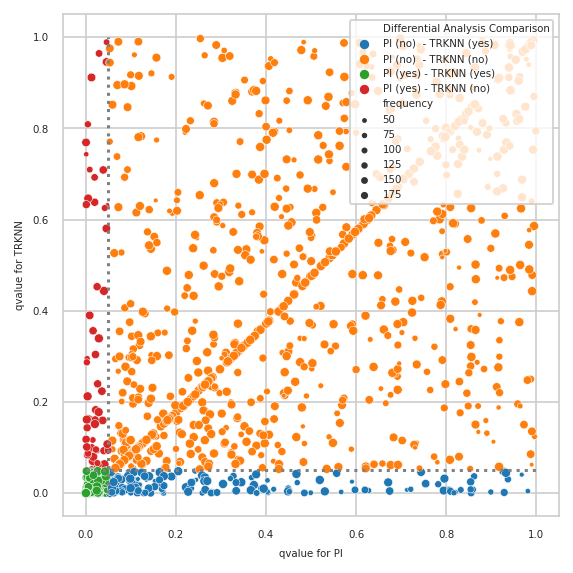 Differential Analysis Comparison
PI (no)  - TRKNN (yes)
PI (no) - TRKNN (no)
PI (yes) - TRKNN (yes)
PI (yes) - TRKNN (no)
frequency
50
75
100
125
150
175
1.0
0.8
0.6
0.4
0.2
0.0
qvalue for TRKNN
0.0 0.2 0.4 0.6 0.8 1.0
qvalue for PI